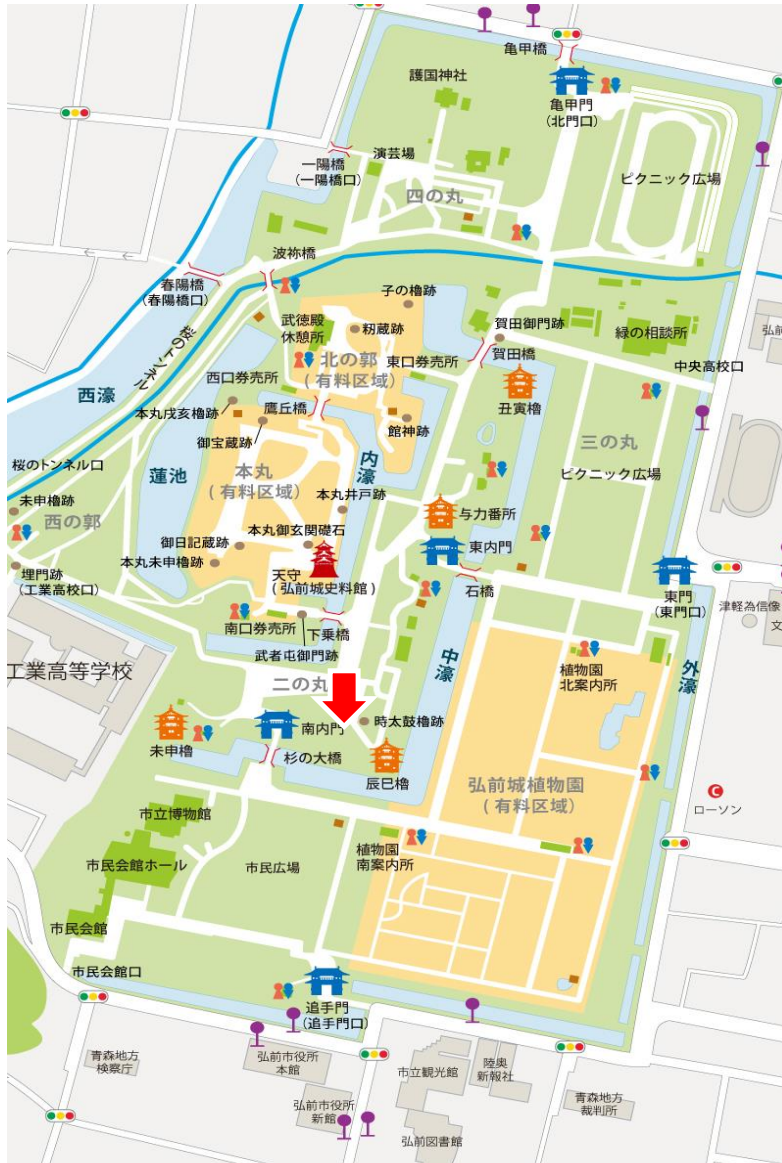 亀甲橋
護国神社
亀甲門
(北門口)
演芸場
一陽橋
(一陽橋口)
ピクニック広場
四の丸
波祢橋
春陽橋
(春陽橋口)
子の櫓跡
武徳殿
休憩所
籾蔵跡
賀田御門跡
緑の相談所
弘前
桜のトンネル
北の郭
(有料区域)
東口券売所
賀田橋
中央高校口
西口券売所
西濠
鷹丘橋
丑寅櫓
本丸戌亥櫓跡
館神跡
御宝蔵跡
三の丸
内濠
桜のトンネル口
蓮池
本丸
(有料区域)
ピクニック広場
未申櫓跡
本丸井戸跡
西の郭
与力番所
本丸御玄関礎石
御日記蔵跡
東内門
埋門跡
(工業高校口)
本丸未申櫓跡
天守
(弘前城史料館)
石橋
東門
(東門口)
津軽為信像
文
南口券売所
下乗橋
武者屯御門跡
中濠
外濠
工業高等学校
植物園
北案内所
二の丸
時太鼓櫓跡
南内門
未申櫓
杉の大橋
辰巳櫓
弘前城植物園
(有料区域)
C
ローソン
市立博物館
植物園
南案内所
市民会館ホール
市民広場
市民会館
市民会館口
追手門
(追手門口)
青森地方
検察庁
弘前市役所
本館
市立観光館
陸奥
新報社
弘前市役所
新館
青森地方
裁判所
弘前図書館